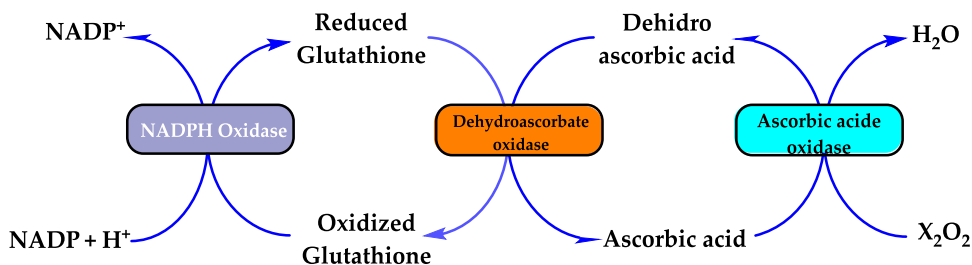 NADP⁺
Reduced
Glutathione
Dehidro
ascorbic acid
H₂O
NADPH Oxidase
Dehydroascorbate
oxidase
Ascorbic acide
oxidase
NADP + H⁺
Oxidized
Glutathione
Ascorbic acid
X₂O₂